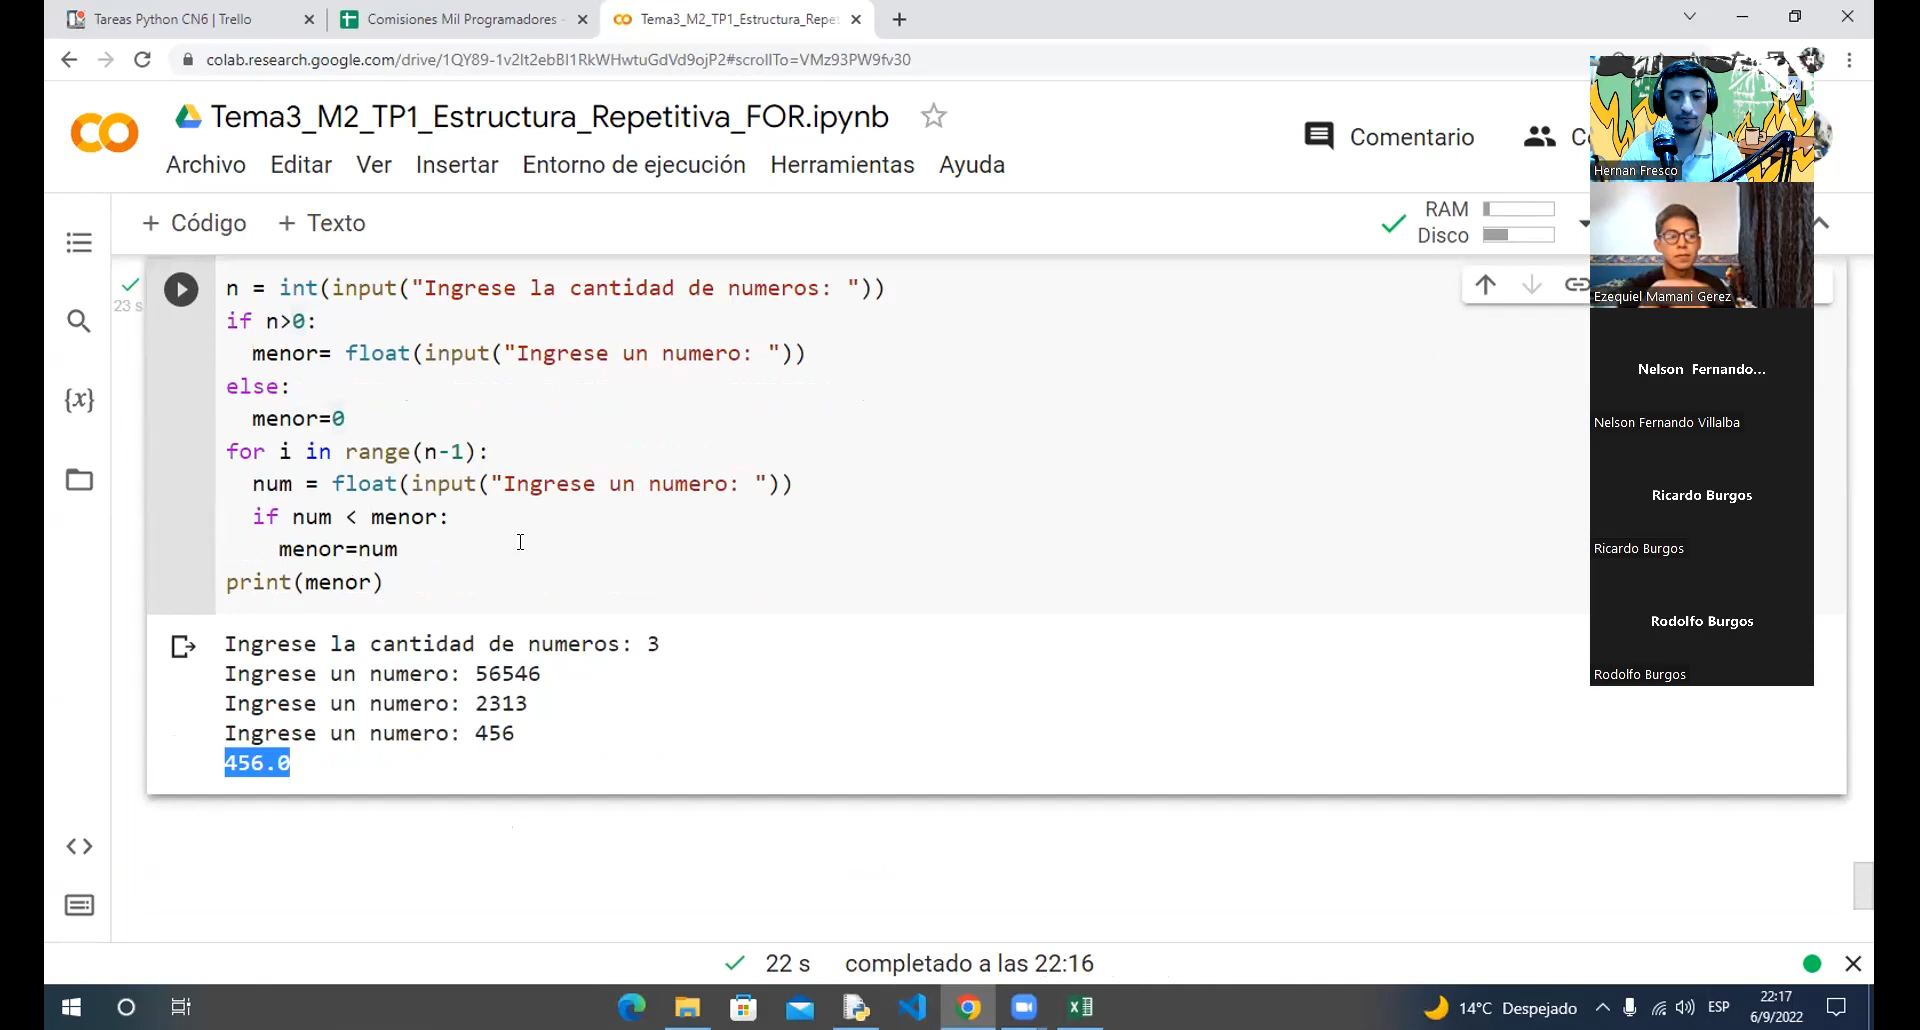 Tareas Python CN6 | Trello
Comisiones Mil Programadores -
Tema3_M2_TP1_Estructura_Repet
colab.research.google.com/drive/1QY89-1v2lt2ebBI1RkWHwtuGdVd9ojP2#scrollTo=VMz93PW9fv30
Tema3_M2_TP1_Estructura_Repetitiva_FOR.ipynb
Comentario
Archivo Editar Ver Insertar Entorno de ejecución Herramientas Ayuda
+ Código + Texto
RAM
Disco
23 s
n = int(input("Ingrese la cantidad de numeros: "))
if n>0:
  menor= float(input("Ingrese un numero: "))
else:
  menor=0
for i in range(n-1):
  num = float(input("Ingrese un numero: "))
  if num < menor:
    menor=num
print(menor)
Ingrese la cantidad de numeros: 3
Ingrese un numero: 56546
Ingrese un numero: 2313
Ingrese un numero: 456
456.0
Hernan Fresco
Ezequiel Mamani Gerez
Nelson Fernando...
Nelson Fernando Villalba
Ricardo Burgos
Ricardo Burgos
Rodolfo Burgos
Rodolfo Burgos
22 s completado a las 22:16
14°C Despejado
ESP
22:17
6/9/2022